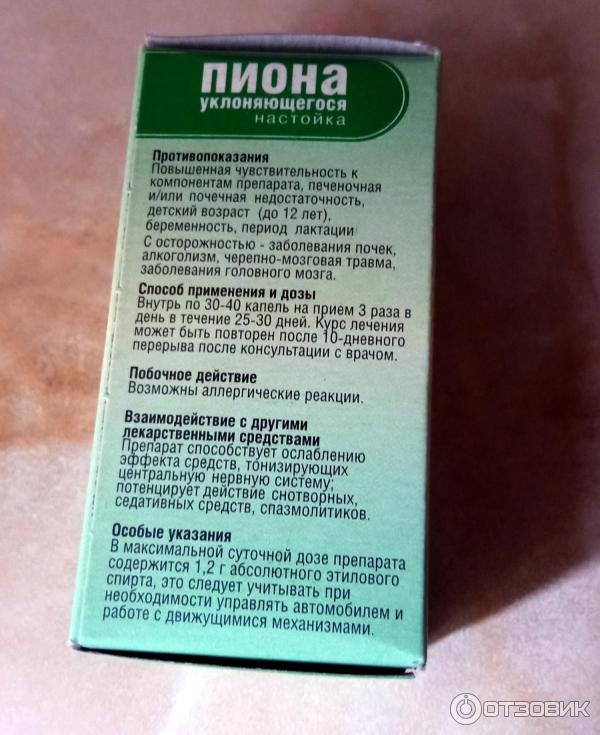 ПИОНА
УКЛОНЯЮЩЕГОСЯ
НАСТОЙКА
Противопоказания
Повышенная чувствительность к
компонентам препарата, печеночная
и/или почечная недостаточность,
детский возраст (до 12 лет),
беременность, период лактации
С осторожностью - заболевания почек,
алкоголизм, черепно-мозговая травма,
заболевания головного мозга.
Способ применения и дозы
Внутрь по 30-40 капель на прием 3 раза в
день в течение 25-30 дней. Курс лечения
может быть повторен после 10-дневного
перерыва после консультации с врачом.
Побочное действие
Возможны аллергические реакции.
Взаимодействие с другими
лекарственными средствами
Препарат способствует ослаблению
эффекта средств, тонизирующих
центральную нервную систему;
потенцирует действие снотворных,
седативных средств, спазмолитиков.
Особые указания
В максимальной суточной дозе препарата
содержится 1,2 г абсолютного этилового
спирта, это следует учитывать при
необходимости управлять автомобилем и
работе с движущимися механизмами.
ОТЗОВИК